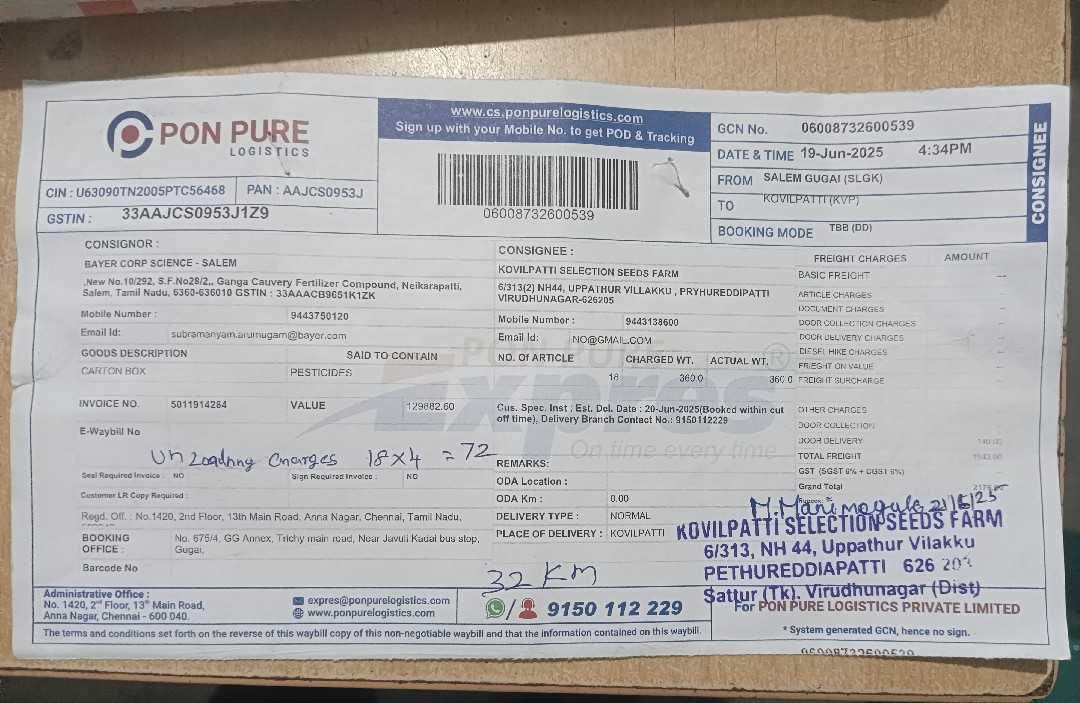 PON PURE
LOGISTICS
www.cs.ponpurelogistics.com
Sign up with your Mobile No. to get POD & Tracking
06008732600539
GCN No. 06008732600539
DATE & TIME 19-Jun-2025 4:34PM
FROM SALEM GUGAI (SLGK)
TO KOVILPATTI (KVP)
BOOKING MODE TBB (DD)
CONSIGNEE
CIN : U63090TN2005PTC56468 PAN : AAJCS0953J
GSTIN : 33AAJCS0953J1Z9
CONSIGNOR :
BAYER CORP SCIENCE - SALEM
,New No.10/292, S.F.No28/2,, Ganga Cauvery Fertilizer Compound, Neikarapatti,
Salem, Tamil Nadu, 6360-636010 GSTIN : 33AAACB9651K1ZK
Mobile Number : 9443750120
Email Id: subramanyam.arumugam@bayer.com
GOODS DESCRIPTION SAID TO CONTAIN
CARTON BOX PESTICIDES
INVOICE NO. 5011914284 VALUE 129882.60
E-Waybill No
Un Loadnng charges 18x4 = 72
Seal Required Invoice : NO Sign Required Invoice : NO
Customer LR Copy Required :
Regd. Off. : No.1420, 2nd Floor, 13th Main Road, Anna Nagar, Chennai, Tamil Nadu,
BOOKING OFFICE : No. 676/4, GG Annex, Trichy main road, Near Javuli Kadai bus stop,
Gugai,
Barcode No
CONSIGNEE :
KOVILPATTI SELECTION SEEDS FARM
6/313(2) NH44, UPPATHUR VILLAKKU , PRYHUREDDIPATTI
VIRUDHUNAGAR-626205
Mobile Number : 9443138600
Email Id: NO@GMAIL.COM
NO. OF ARTICLE CHARGED WT. ACTUAL WT.
18 360.0 360.0
PON PURE
Expres ®
On time every time
Cus. Spec. Inst : Est. Del. Date : 20-Jun-2025(Booked within cut
off time), Delivery Branch Contact No.: 9150112229
REMARKS:
ODA Location :
ODA Km : 0.00
DELIVERY TYPE : NORMAL
PLACE OF DELIVERY : KOVILPATTI
32 KM
FREIGHT CHARGES AMOUNT
BASIC FREIGHT
ARTICLE CHARGES
DOCUMENT CHARGES
DOOR COLLECTION CHARGES
DOOR DELIVERY CHARGES
DIESEL HIKE CHARGES
FRIEGHT ON VALUE
FREIGHT SURCHARGE
OTHER CHARGES
DOOR COLLECTION
DOOR DELIVERY
TOTAL FREIGHT
GST (SGST 6% + CGST 6%)
Grand Total
21/6/25
KOVILPATTI SELECTION SEEDS FARM
6/313, NH 44, Uppathur Vilakku
PETHUREDDIAPATTI 626 203
Sattur (TK). Virudhunagar (Dist)
For PON PURE LOGISTICS PRIVATE LIMITED
* System generated GCN, hence no sign.
Administrative Office :
No. 1420, 2nd Floor, 13th Main Road,
Anna Nagar, Chennai - 600 040.
expres@ponpurelogistics.com
www.ponpurelogistics.com
/ 9150 112 229
The terms and conditions set forth on the reverse of this waybill copy of this non-negotiable waybill and that the information contained on this waybill.
06008732600539